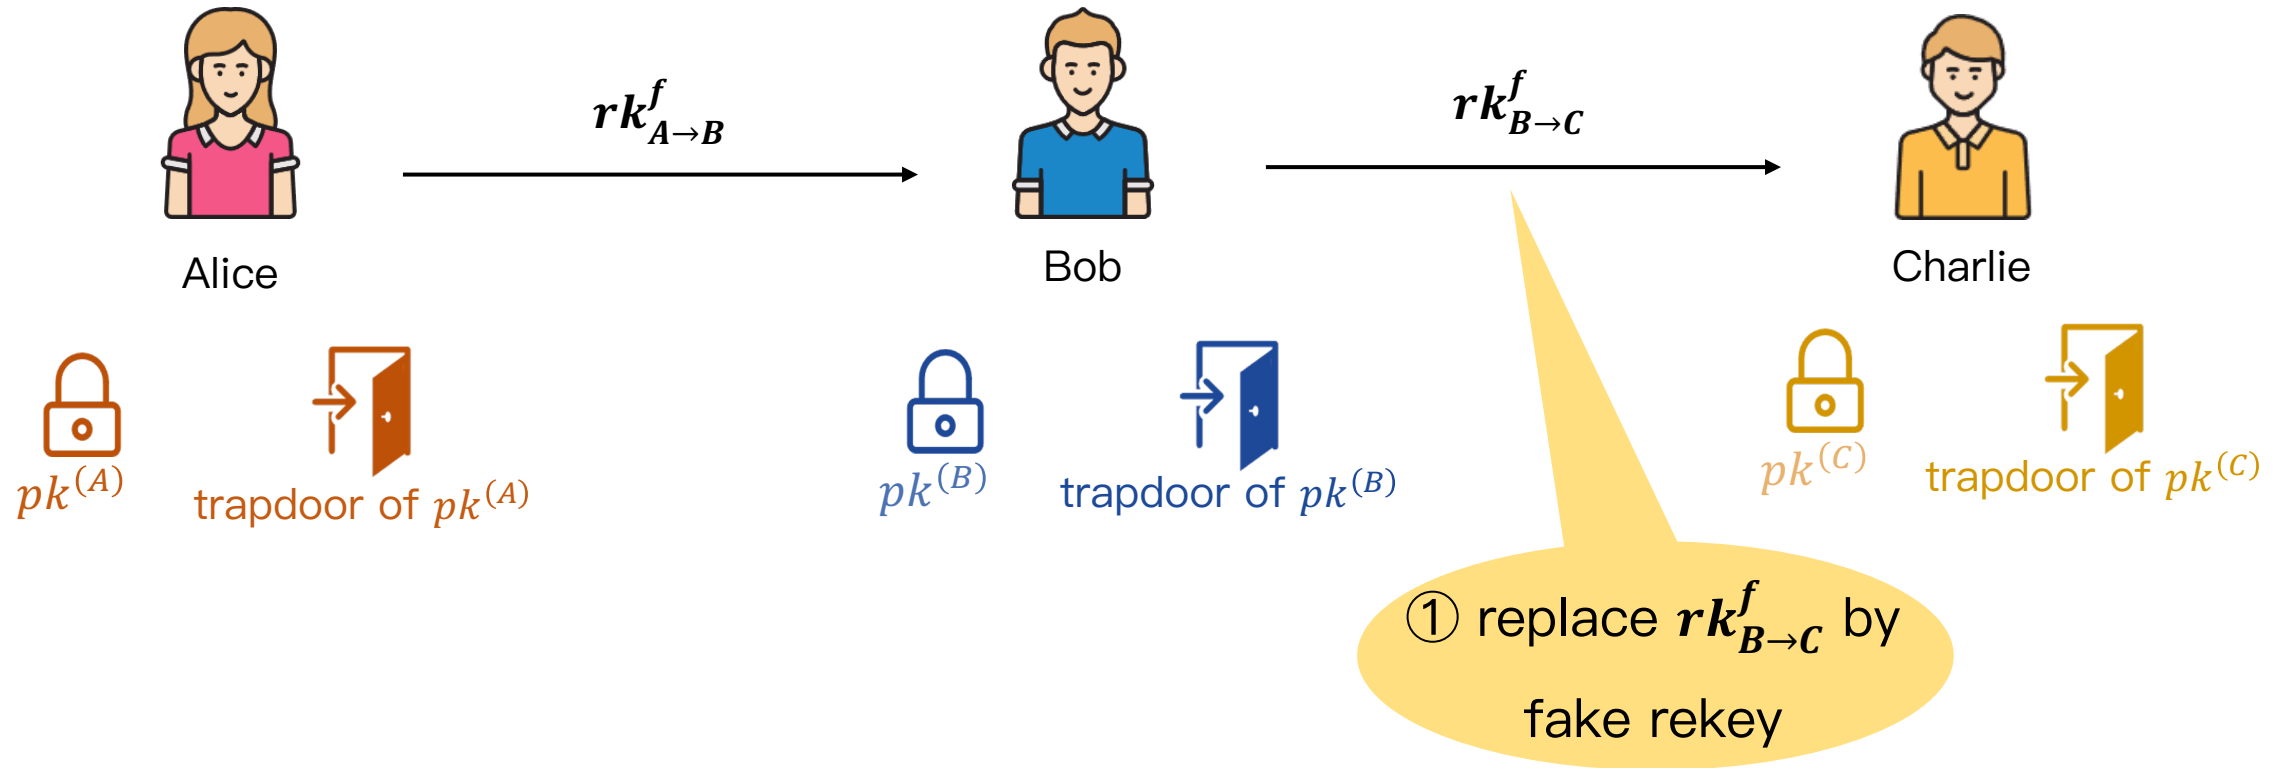 rk^f_{A→B}
rk^f_{B→C}
Alice
Bob
Charlie
pk^{(A)}
trapdoor of pk^{(A)}
pk^{(B)}
trapdoor of pk^{(B)}
pk^{(C)}
trapdoor of pk^{(C)}
① replace rk^f_{B→C} by
fake rekey